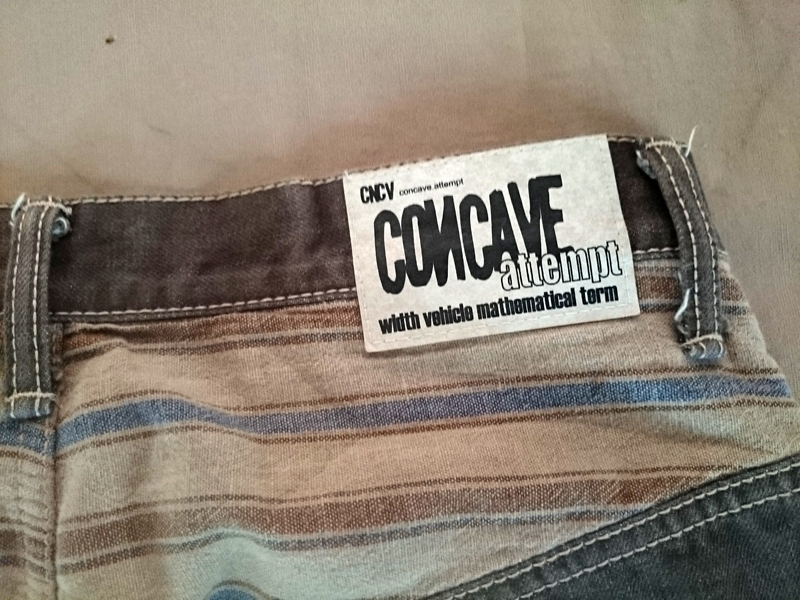 CNCV concave.attempt
CONCAVE
attempt
width vehicle mathematical term